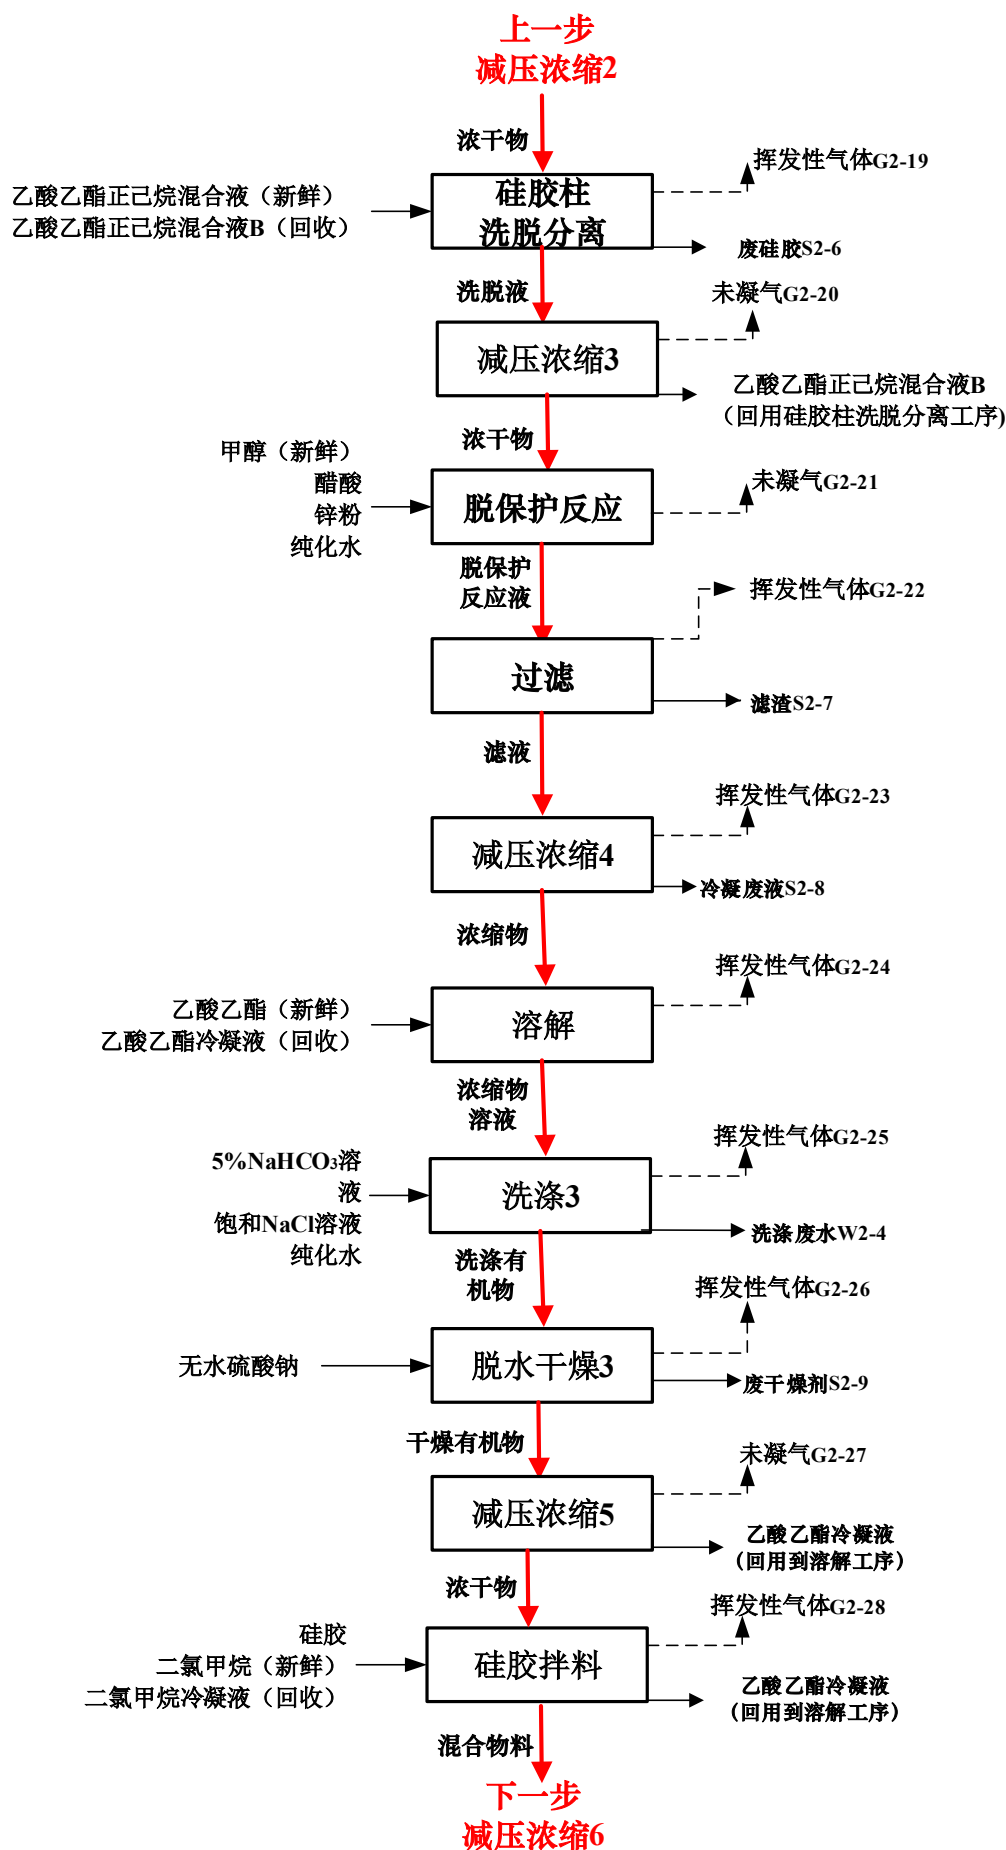 上一步
减压浓缩2
浓干物
挥发性气体G2-19
乙酸乙酯正己烷混合液（新鲜）
乙酸乙酯正己烷混合液B（回收）
硅胶柱
洗脱分离
废硅胶S2-6
洗脱液
未凝气G2-20
减压浓缩3
乙酸乙酯正己烷混合液B
（回用硅胶柱洗脱分离工序)
浓干物
甲醇（新鲜）
醋酸
锌粉
纯化水
脱保护反应
未凝气G2-21
脱保护
反应液
挥发性气体G2-22
过滤
滤渣S2-7
滤液
挥发性气体G2-23
减压浓缩4
冷凝废液S2-8
浓缩物
挥发性气体G2-24
乙酸乙酯（新鲜）
乙酸乙酯冷凝液（回收）
溶解
浓缩物
溶液
挥发性气体G2-25
5%NaHCO3溶
液
饱和NaCl溶液
纯化水
洗涤3
洗涤废水W2-4
洗涤有
机物
挥发性气体G2-26
无水硫酸钠
脱水干燥3
废干燥剂S2-9
干燥有机物
未凝气G2-27
减压浓缩5
乙酸乙酯冷凝液
（回用到溶解工序）
浓干物
挥发性气体G2-28
硅胶
二氯甲烷（新鲜）
二氯甲烷冷凝液（回收）
硅胶拌料
乙酸乙酯冷凝液
（回用到溶解工序）
混合物料
下一步
减压浓缩6